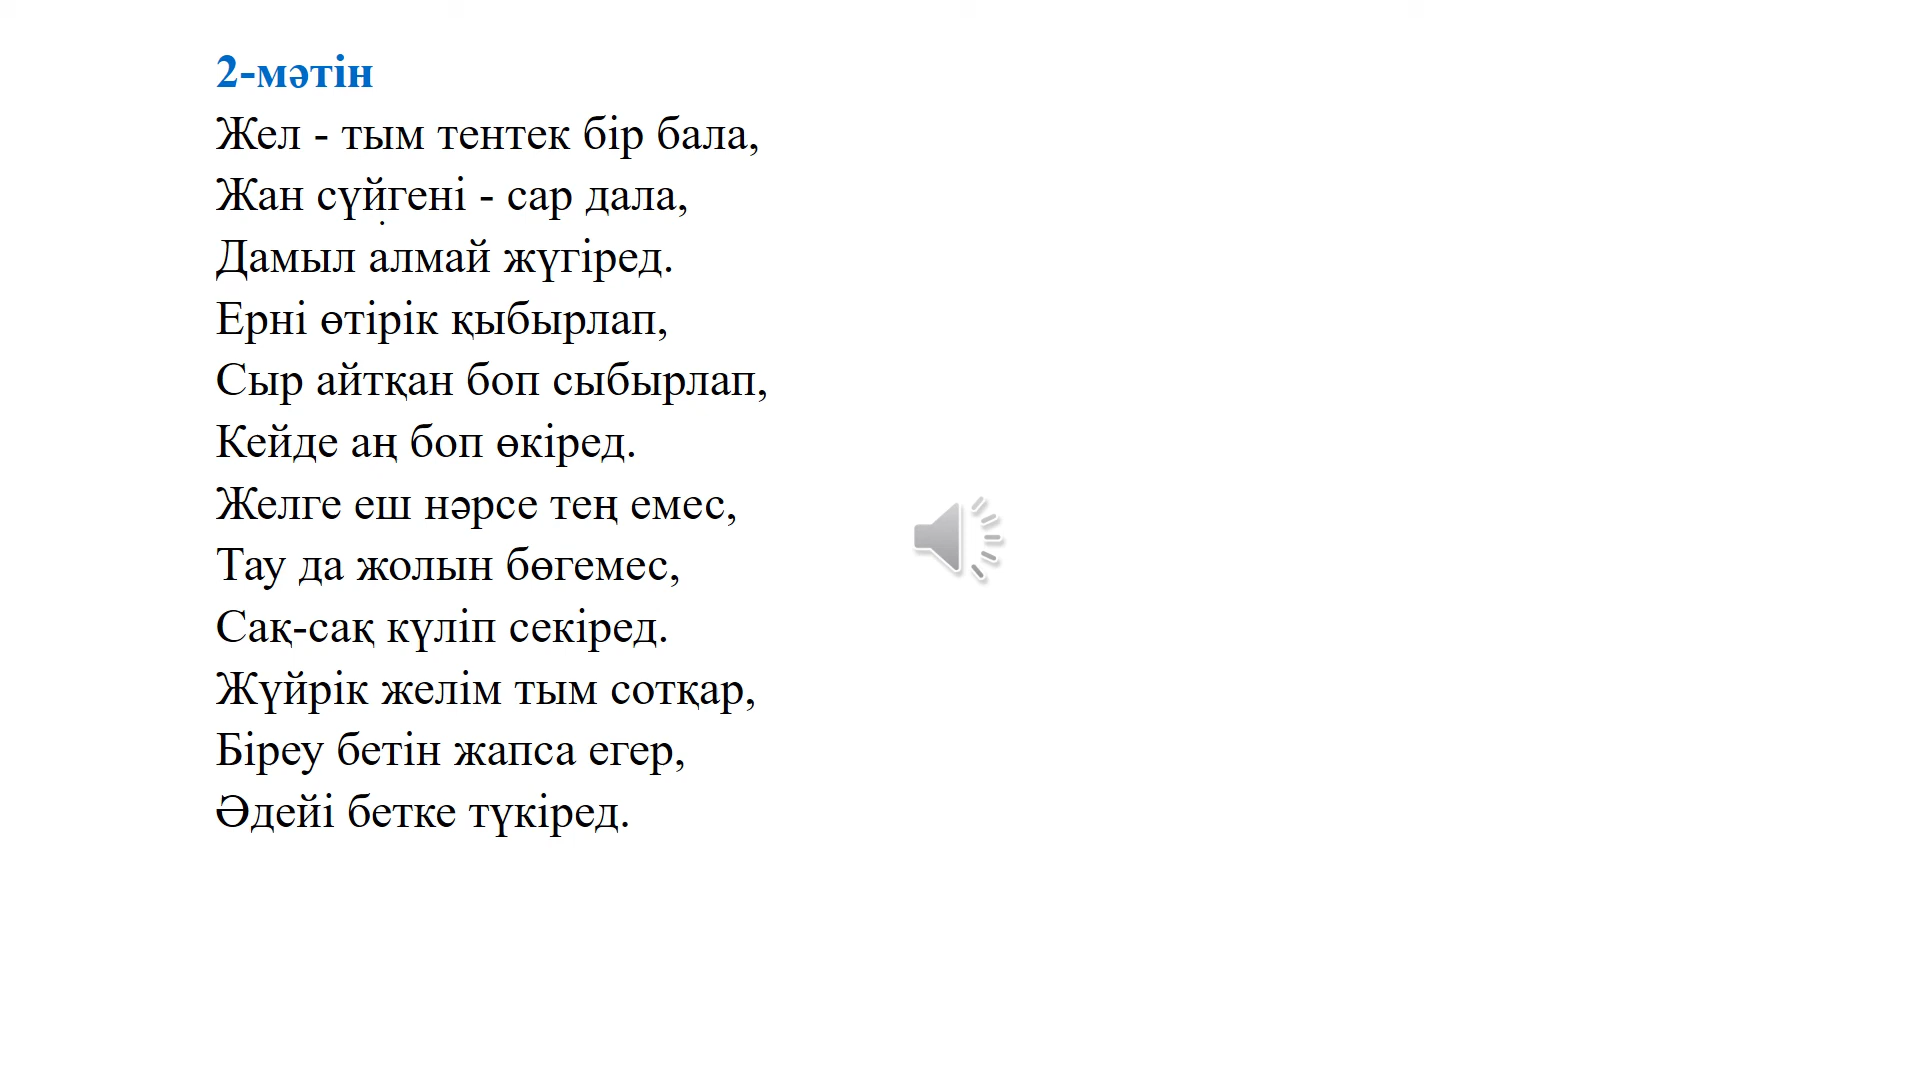 2-мәтін
Жел - тым тентек бір бала,
Жан сүйгені - сар дала,
Дамыл алмай жүгіред.
Ерні өтірік қыбырлап,
Сыр айтқан боп сыбырлап,
Кейде аң боп өкіред.
Желге еш нәрсе тең емес,
Тау да жолын бөгемес,
Сақ-сақ күліп секіред.
Жүйрік желім тым сотқар,
Біреу бетін жапса егер,
Әдейі бетке түкіред.